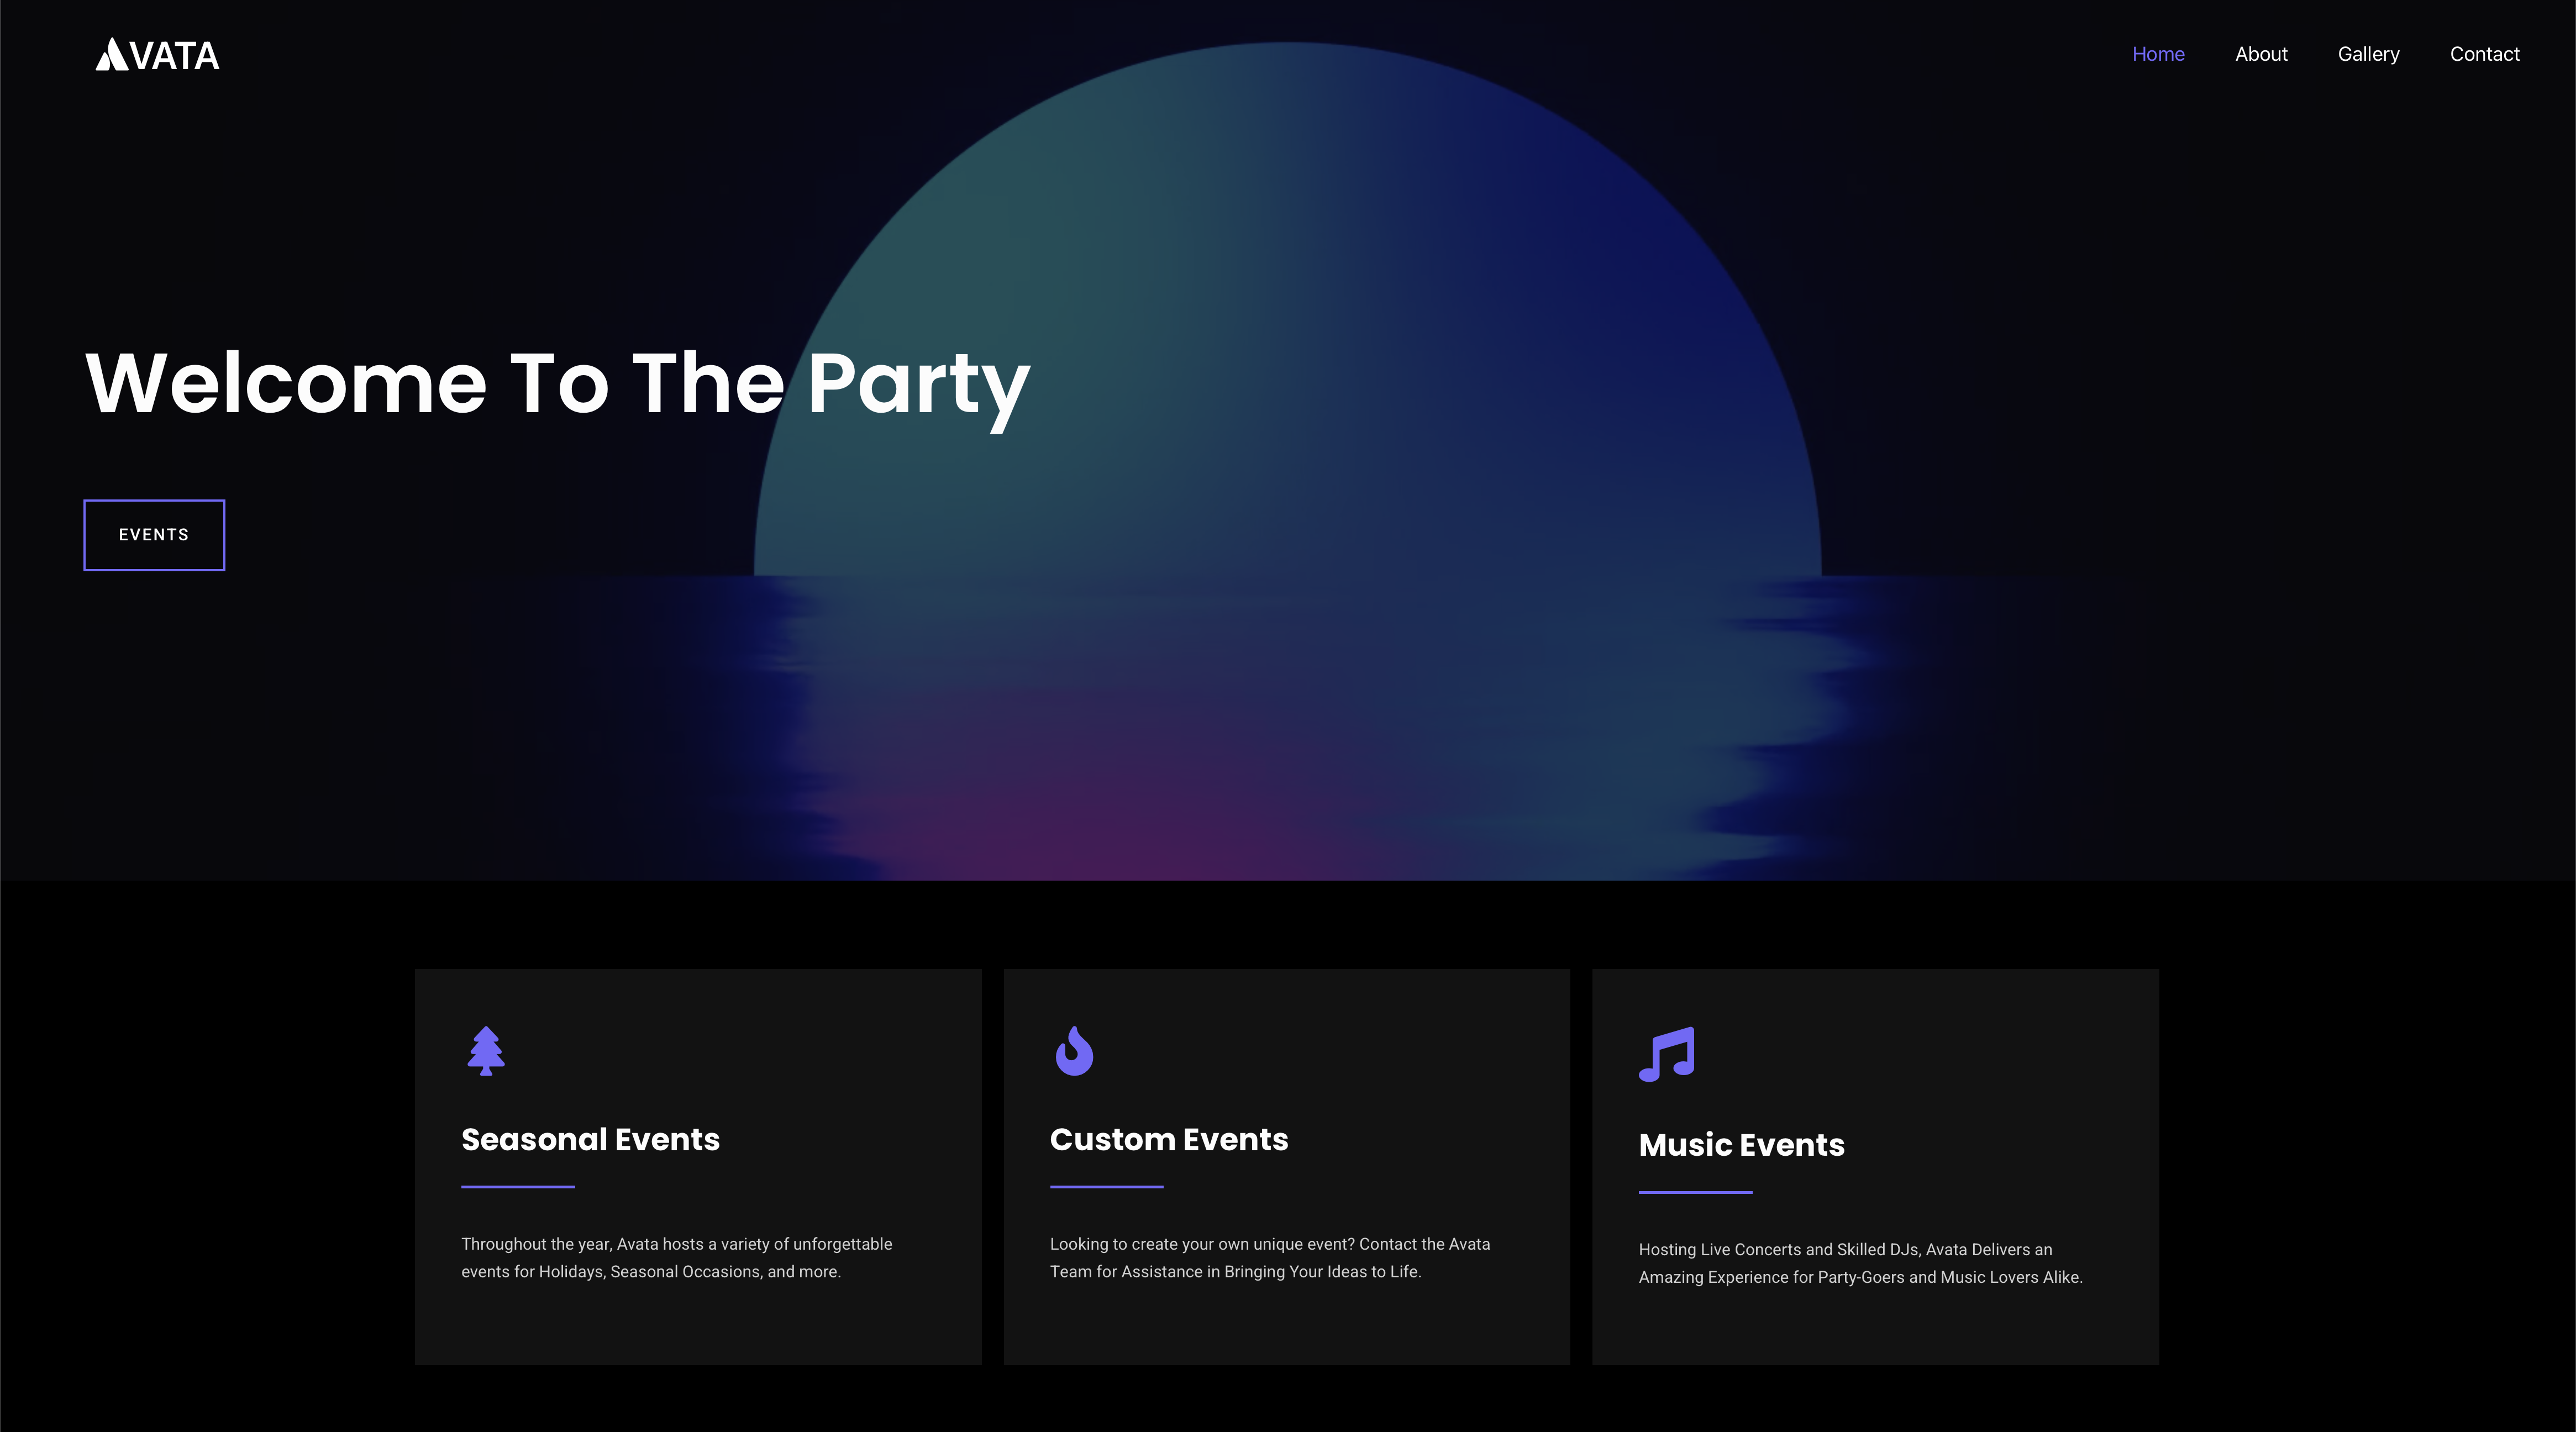 AVATA
Home
About
Gallery
Contact
Welcome To The Party
EVENTS
Seasonal Events
Throughout the year, Avata hosts a variety of unforgettable
events for Holidays, Seasonal Occasions, and more.
Custom Events
Looking to create your own unique event? Contact the Avata
Team for Assistance in Bringing Your Ideas to Life.
Music Events
Hosting Live Concerts and Skilled DJs, Avata Delivers an
Amazing Experience for Party-Goers and Music Lovers Alike.